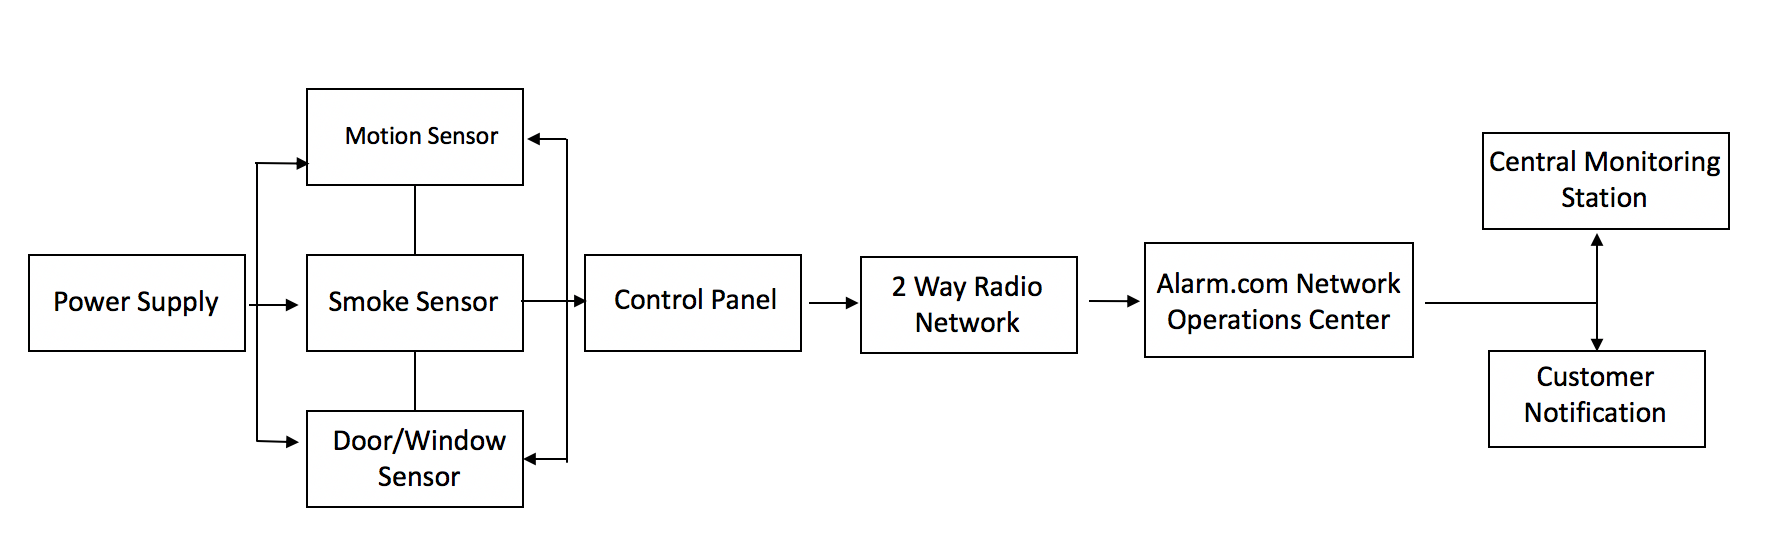 Motion Sensor
Power Supply
Smoke Sensor
Door/Window
Sensor
Control Panel
2 Way Radio
Network
Alarm.com Network
Operations Center
Central Monitoring
Station
Customer
Notification